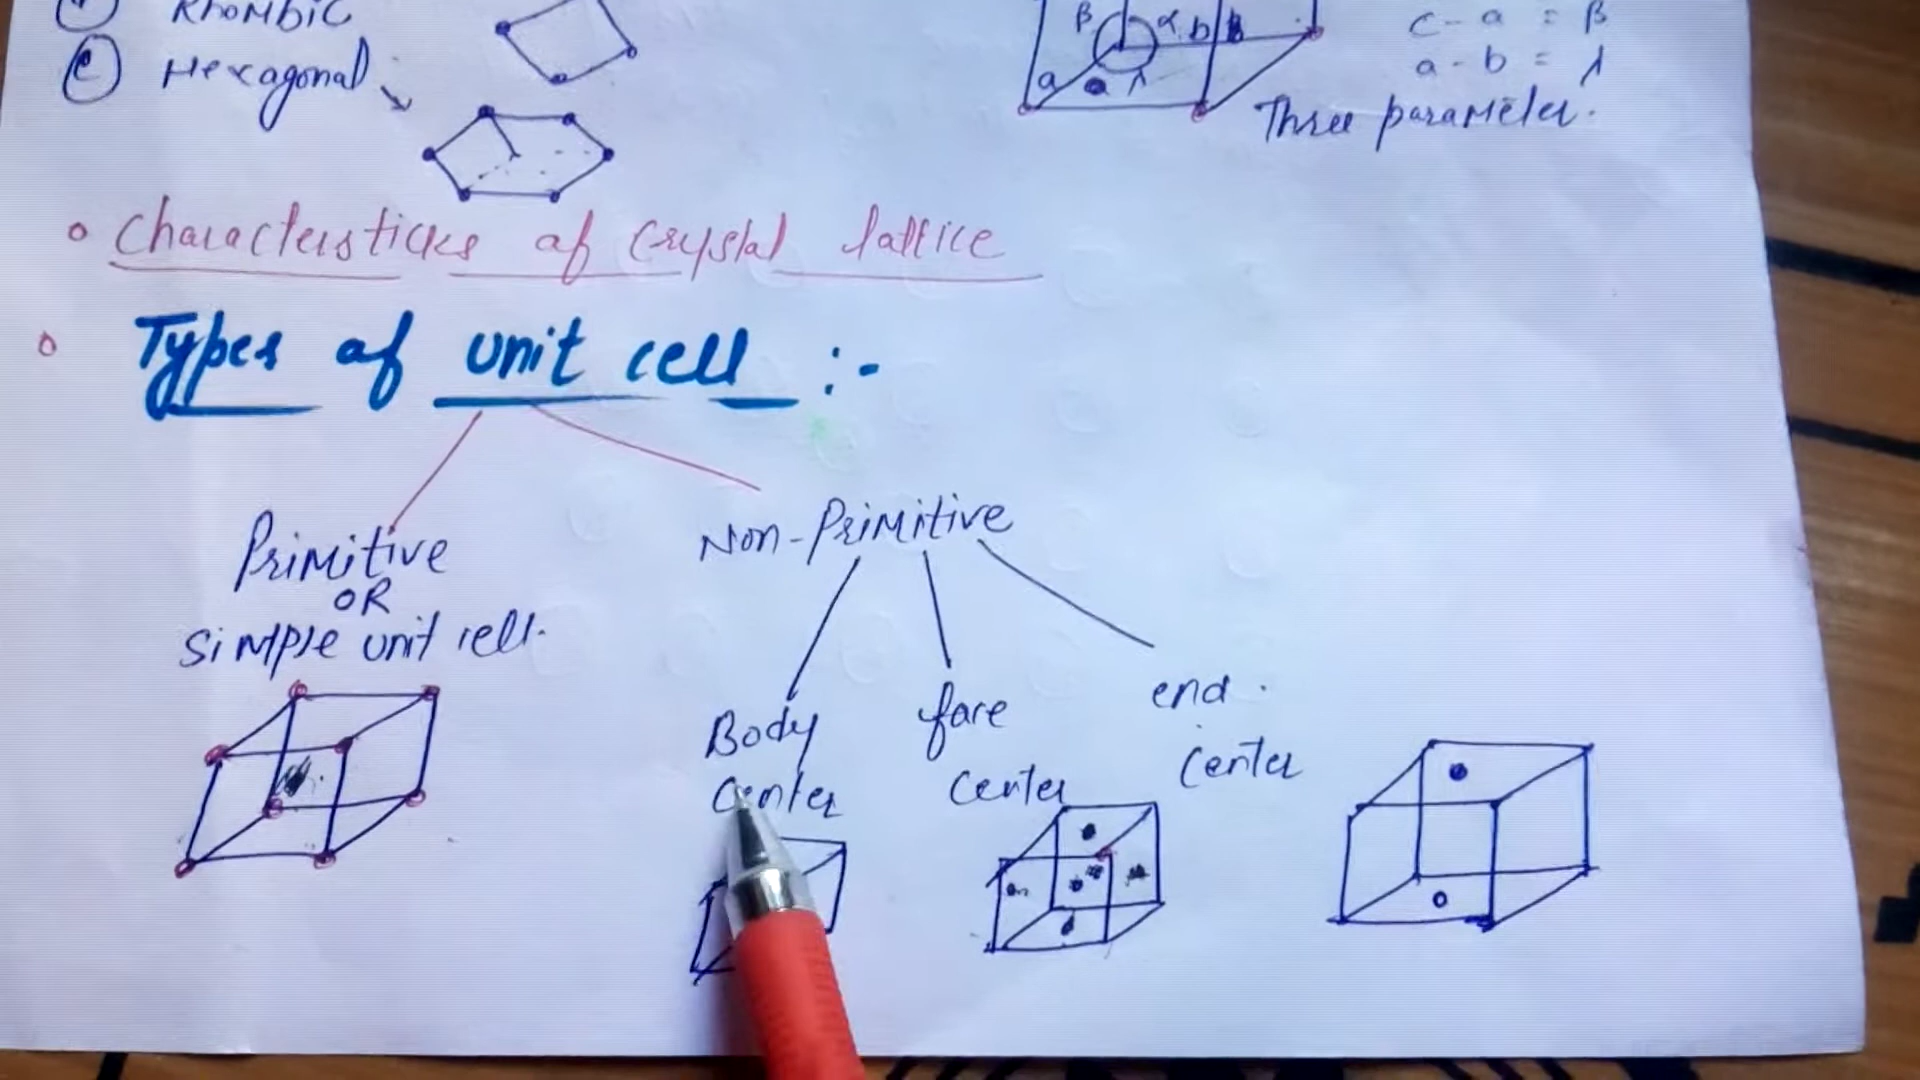 Rhombic
e Hexagonal
β α b b
a λ
c - a = β
a - b = λ
Three parameter.
Characteristicks of Crystal lattice
Types of unit cell :-
Primitive
OR
Simple unit cell.
Non-Primitive
Body
Center
face
Center
end.
Center